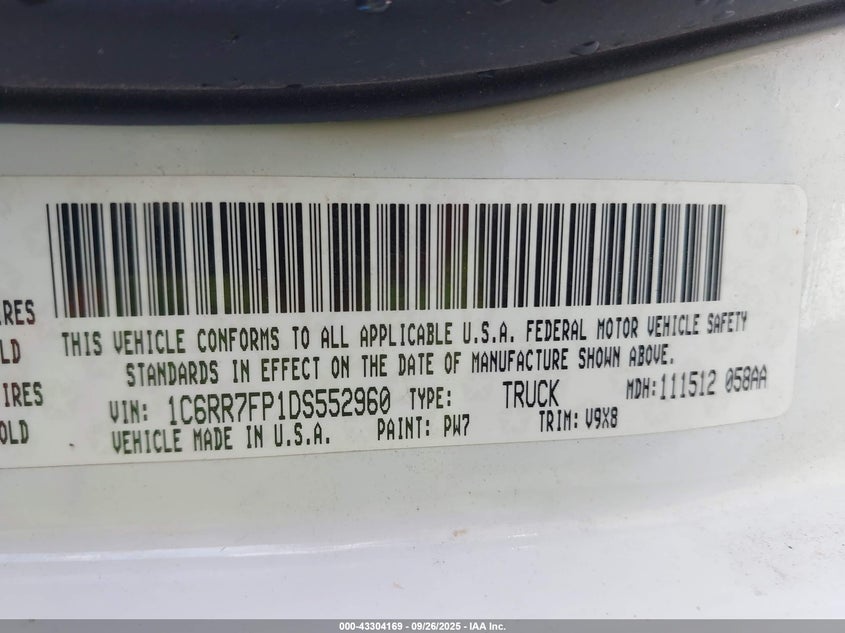 IRES
OLD
IRES
OLD
THIS VEHICLE CONFORMS TO ALL APPLICABLE U.S.A. FEDERAL MOTOR VEHICLE SAFETY
STANDARDS IN EFFECT ON THE DATE OF MANUFACTURE SHOWN ABOVE.
VIN: 1C6RR7FP1DS552960 TYPE: TRUCK MDH:111512 058AA
VEHICLE MADE IN U.S.A. PAINT: PW7 TRIM: V9X8
000-43304169 - 09/26/2025 - IAA Inc.